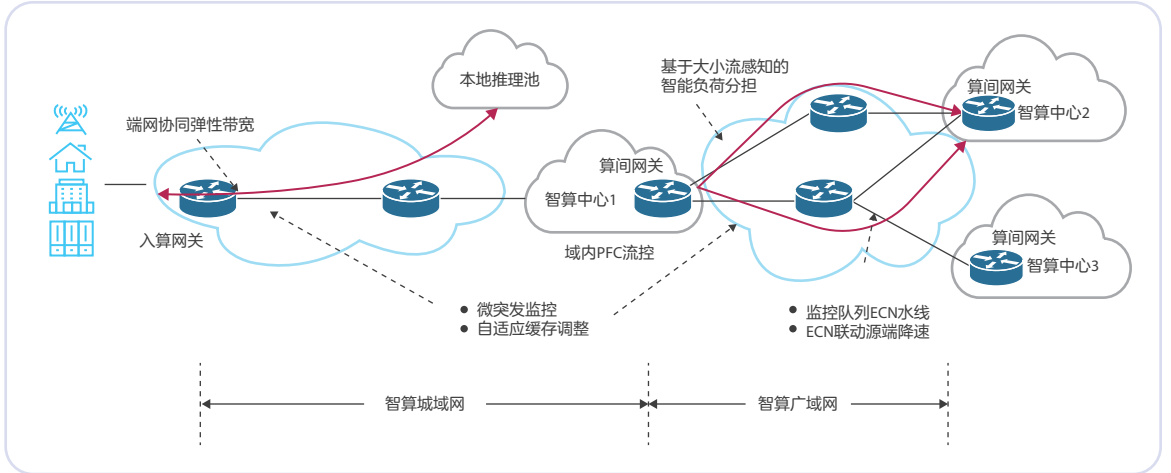 本地推理池
端网协同弹性带宽
入算网关
算间网关
智算中心1
域内PFC流控
基于大小流感知的
智能负荷分担
算间网关
智算中心2
算间网关
智算中心3
● 微突发监控
● 自适应缓存调整
● 监控队列ECN水线
● ECN联动源端降速
智算城域网
智算广域网